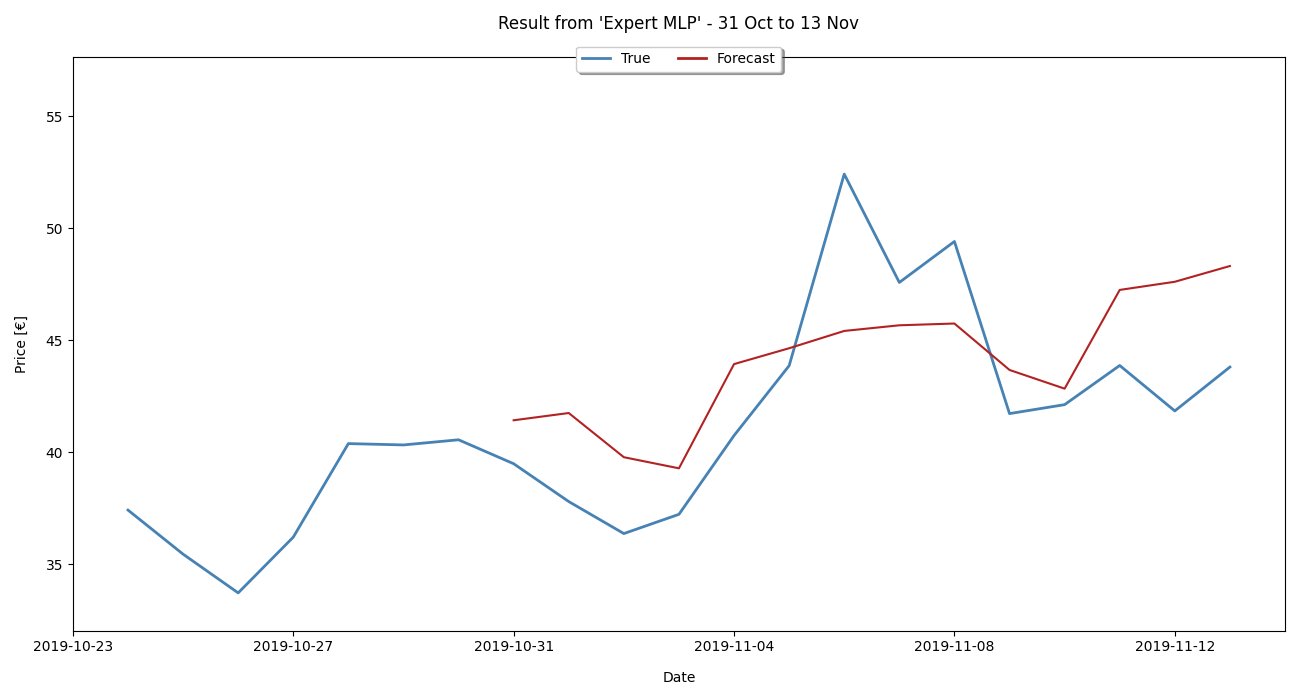 Result from 'Expert MLP' - 31 Oct to 13 Nov
True Forecast
55
50
45
40
35
Price [€]
2019-10-23 2019-10-27 2019-10-31 2019-11-04 2019-11-08 2019-11-12
Date